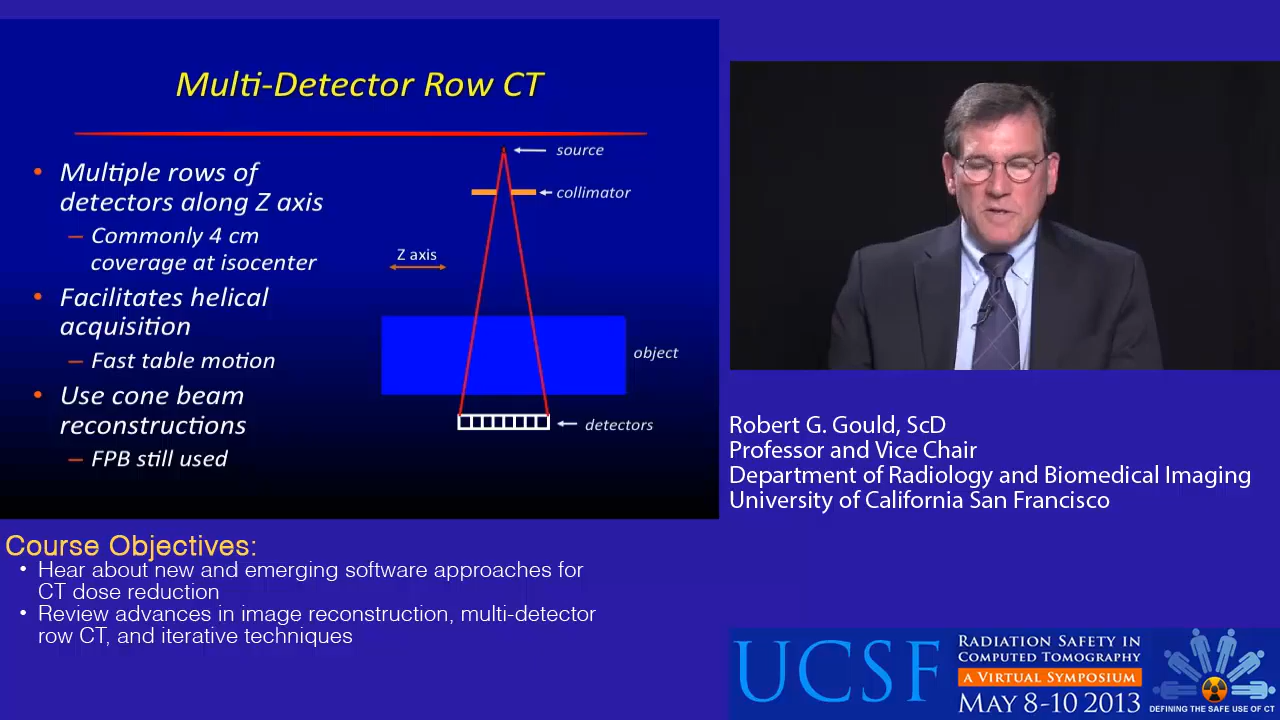 Multi-Detector Row CT
• Multiple rows of
detectors along Z axis
– Commonly 4 cm
coverage at isocenter
• Facilitates helical
acquisition
– Fast table motion
• Use cone beam
reconstructions
– FPB still used
source
collimator
Z axis
object
detectors
Robert G. Gould, ScD
Professor and Vice Chair
Department of Radiology and Biomedical Imaging
University of California San Francisco
Course Objectives:
• Hear about new and emerging software approaches for
CT dose reduction
• Review advances in image reconstruction, multi-detector
row CT, and iterative techniques
UCSF
Radiation Safety in
Computed Tomography
A Virtual Symposium
May 8-10 2013
DEFINING THE SAFE USE OF CT